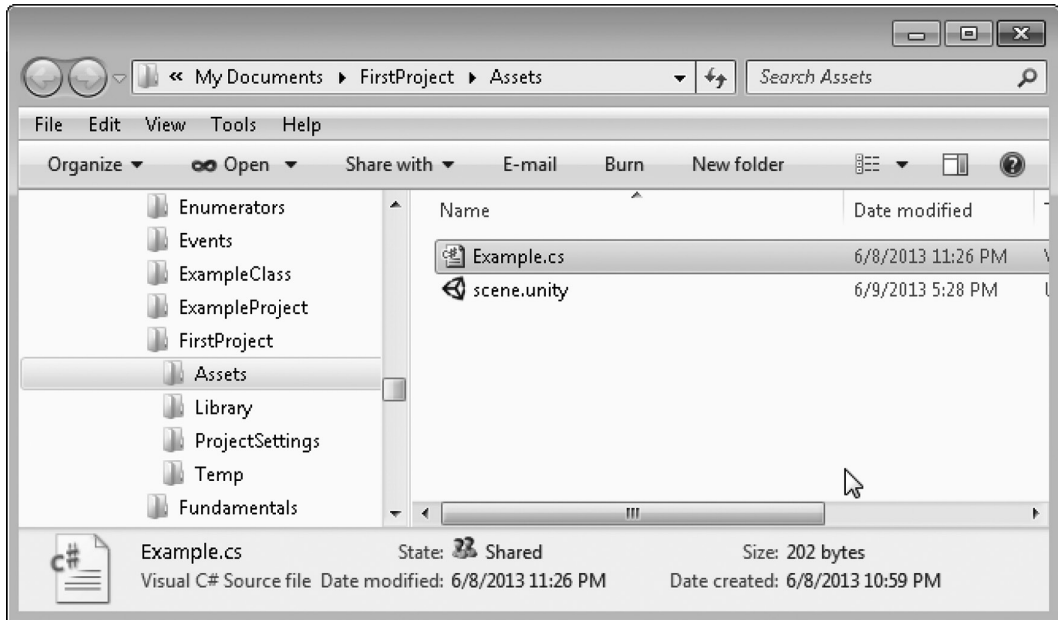 « My Documents ▸ FirstProject ▸ Assets
Search Assets
File Edit View Tools Help
Organize ▼ Open ▼ Share with ▼ E-mail Burn New folder
Enumerators
Events
ExampleClass
ExampleProject
FirstProject
Assets
Library
ProjectSettings
Temp
Fundamentals
Name Date modified
Example.cs 6/8/2013 11:26 PM
scene.unity 6/9/2013 5:28 PM
C#
Example.cs State: Shared Size: 202 bytes
Visual C# Source file Date modified: 6/8/2013 11:26 PM Date created: 6/8/2013 10:59 PM